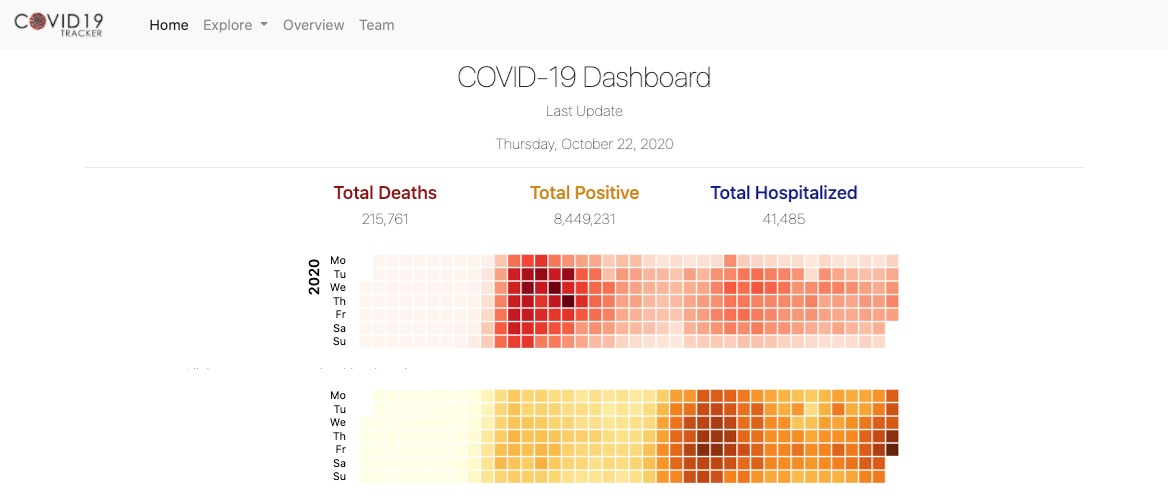 COVID19
TRACKER
Home Explore Overview Team
COVID-19 Dashboard
Last Update
Thursday, October 22, 2020
Total Deaths Total Positive Total Hospitalized
215,761 8,449,231 41,485
2020
Mo
Tu
We
Th
Fr
Sa
Su
Mo
Tu
We
Th
Fr
Sa
Su